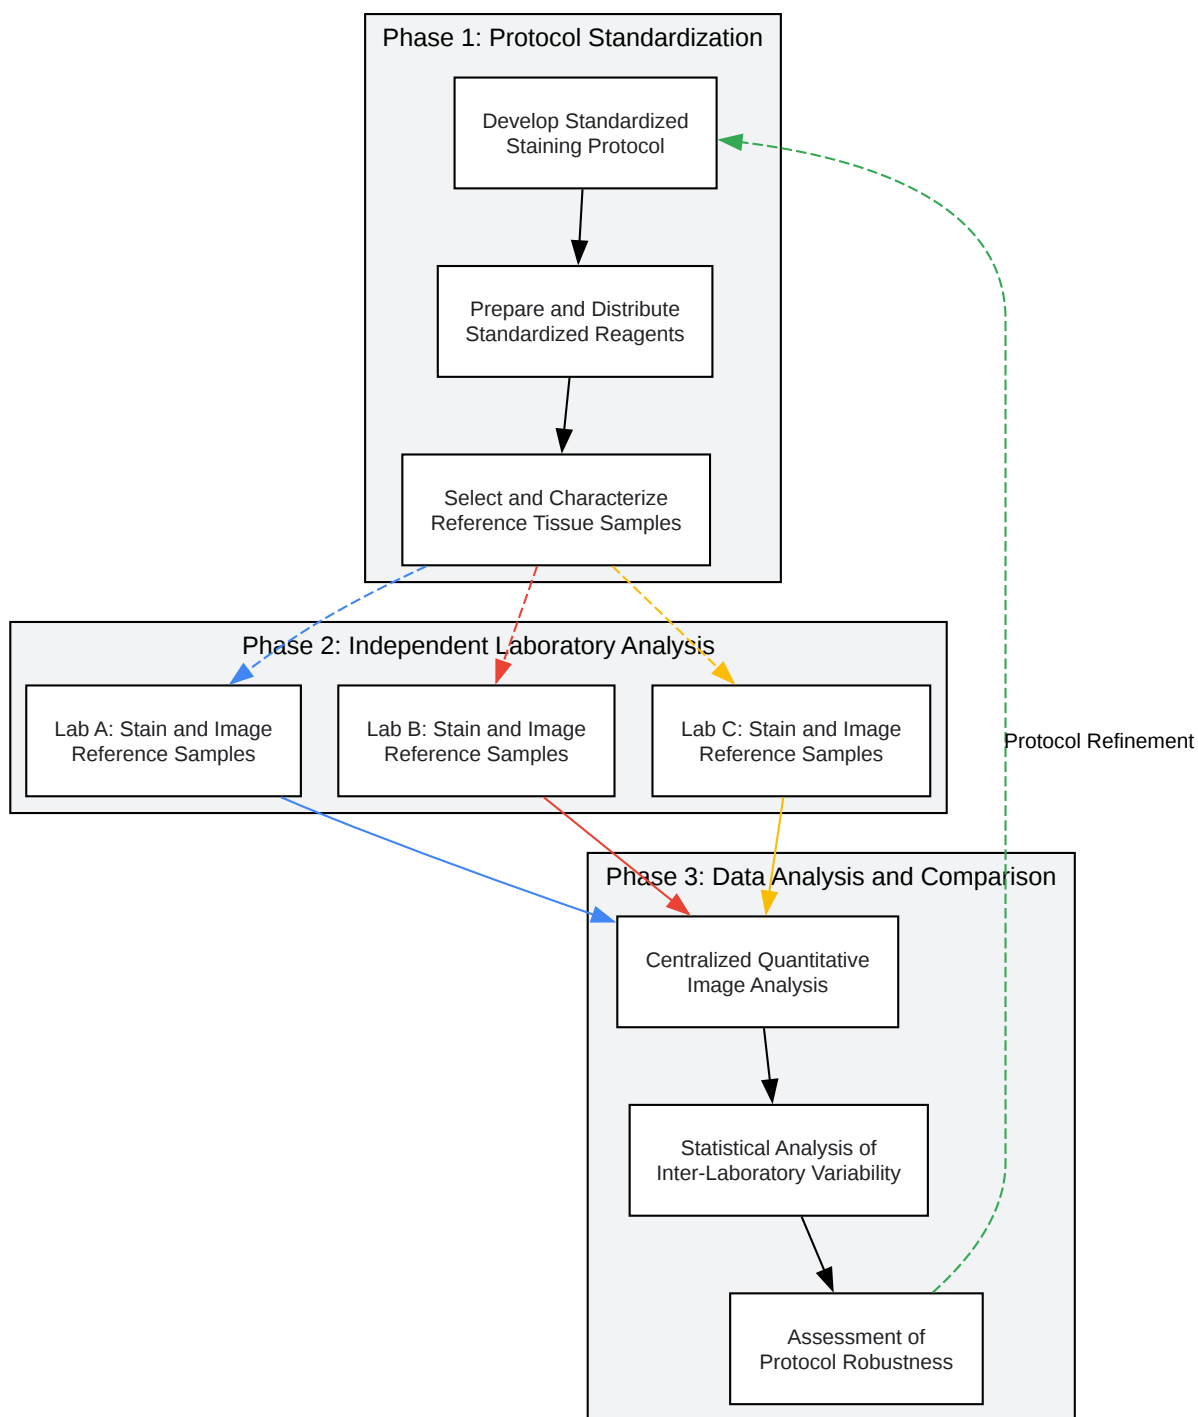 Phase 1: Protocol Standardization
Develop Standardized
Staining Protocol
Prepare and Distribute
Standardized Reagents
Select and Characterize
Reference Tissue Samples
Phase 2: Independent Laboratory Analysis
Lab A: Stain and Image
Reference Samples
Lab B: Stain and Image
Reference Samples
Lab C: Stain and Image
Reference Samples
Protocol Refinement
Phase 3: Data Analysis and Comparison
Centralized Quantitative
Image Analysis
Statistical Analysis of
Inter-Laboratory Variability
Assessment of
Protocol Robustness